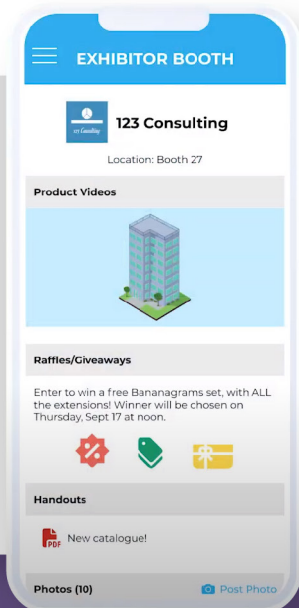 EXHIBITOR BOOTH
123 Consulting
123 Consulting
Location: Booth 27
Product Videos
Raffles/Giveaways
Enter to win a free Bananagrams set, with ALL
the extensions! Winner will be chosen on
Thursday, Sept 17 at noon.
%
Handouts
PDF New catalogue!
Photos (10) Post Photo